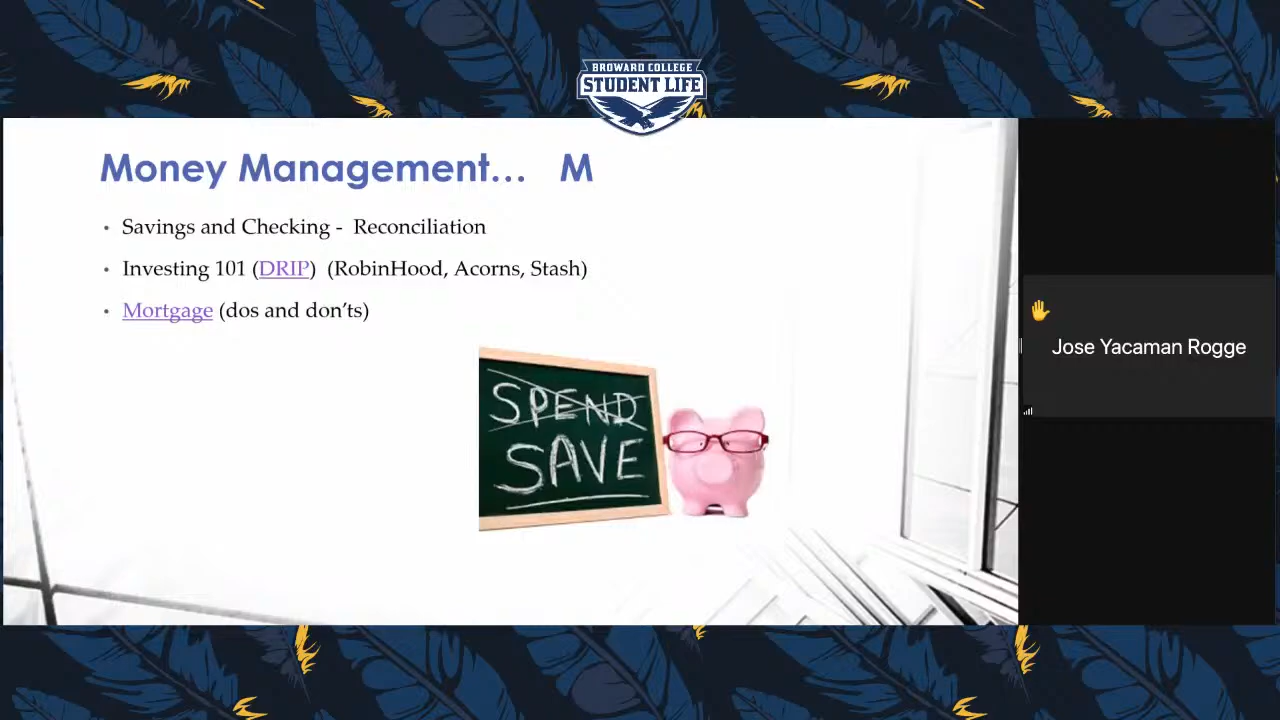 BROWARD COLLEGE
STUDENT LIFE
Money Management... M
• Savings and Checking - Reconciliation
• Investing 101 (DRIP) (RobinHood, Acorns, Stash)
• Mortgage (dos and don'ts)
SPEND
SAVE
Jose Yacaman Rogge